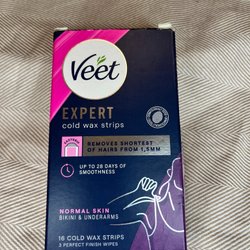 Veet
EXPERT
cold wax strips
REMOVES SHORTEST
OF HAIRS FROM 1,5MM
UP TO 28 DAYS OF
SMOOTHNESS
NORMAL SKIN
BIKINI & UNDERARMS
16 COLD WAX STRIPS
3 PERFECT FINISH WIPES